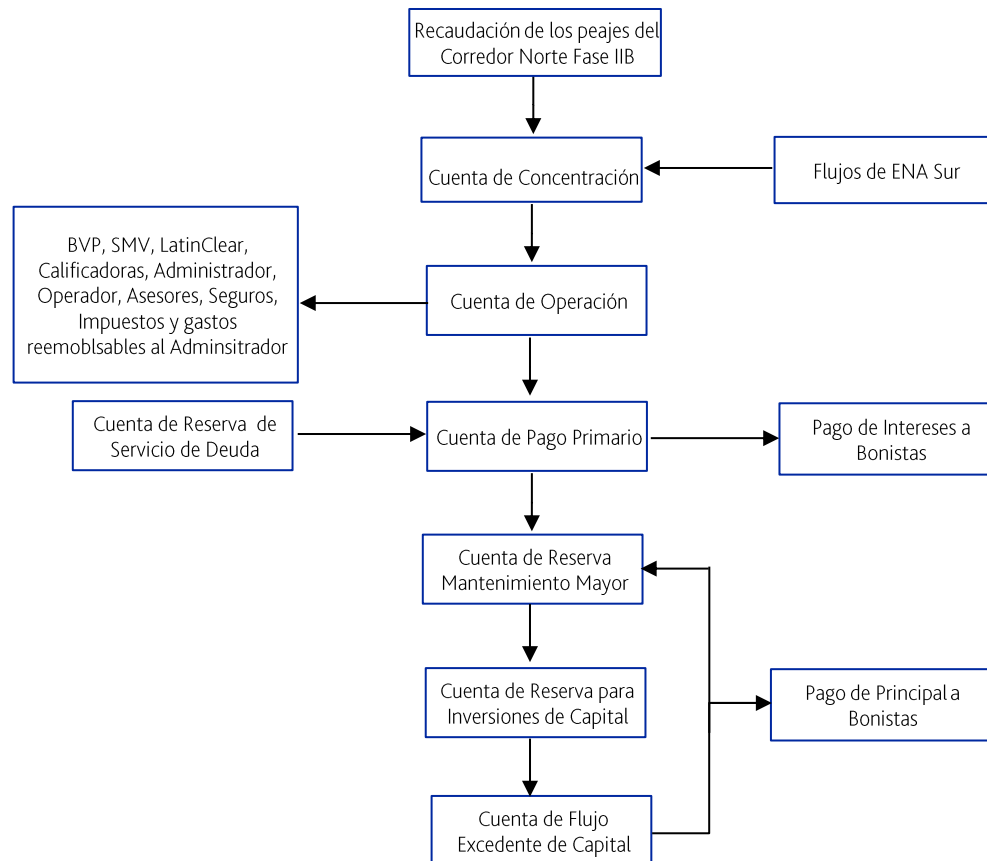 Recaudación de los peajes del
Corredor Norte Fase IIB
Cuenta de Concentración
Flujos de ENA Sur
BVP, SMV, LatinClear,
Calificadoras, Administrador,
Operador, Asesores, Seguros,
Impuestos y gastos
reemoblsables al Adminsitrador
Cuenta de Operación
Cuenta de Reserva de
Servicio de Deuda
Cuenta de Pago Primario
Pago de Intereses a
Bonistas
Cuenta de Reserva
Mantenimiento Mayor
Cuenta de Reserva para
Inversiones de Capital
Pago de Principal a
Bonistas
Cuenta de Flujo
Excedente de Capital